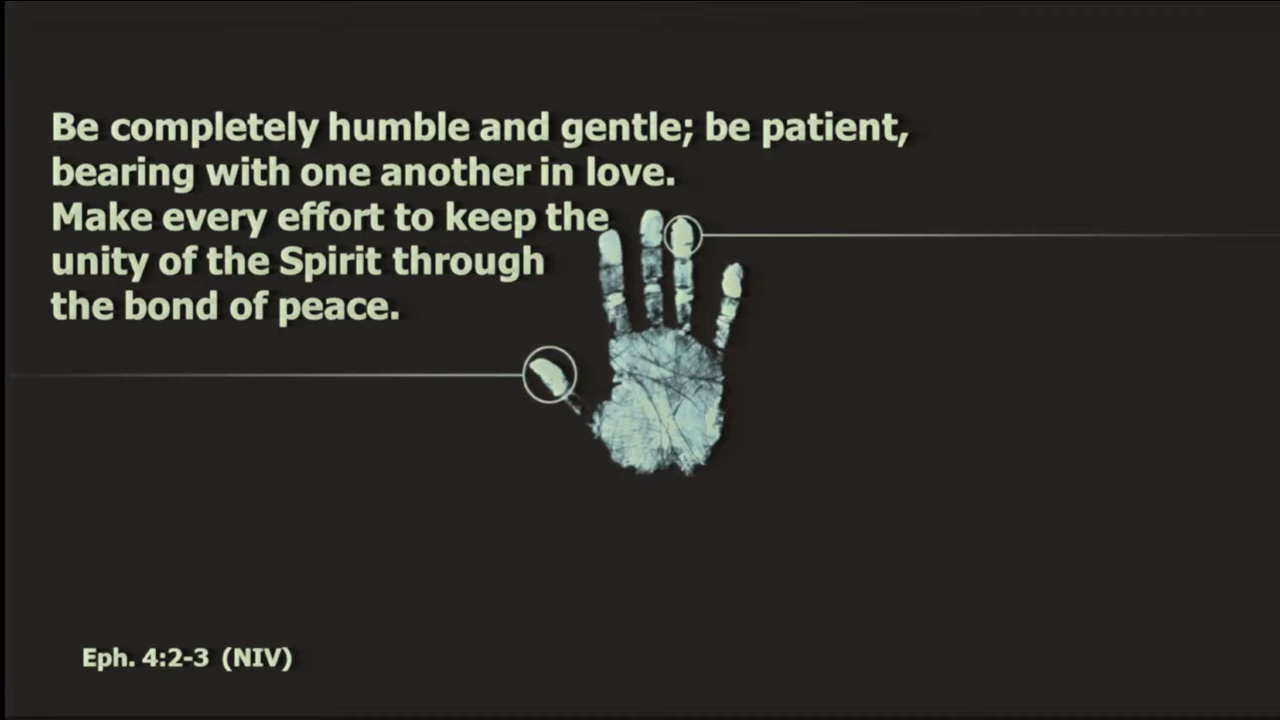 Be completely humble and gentle; be patient,
bearing with one another in love.
Make every effort to keep the
unity of the Spirit through
the bond of peace.
Eph. 4:2-3 (NIV)